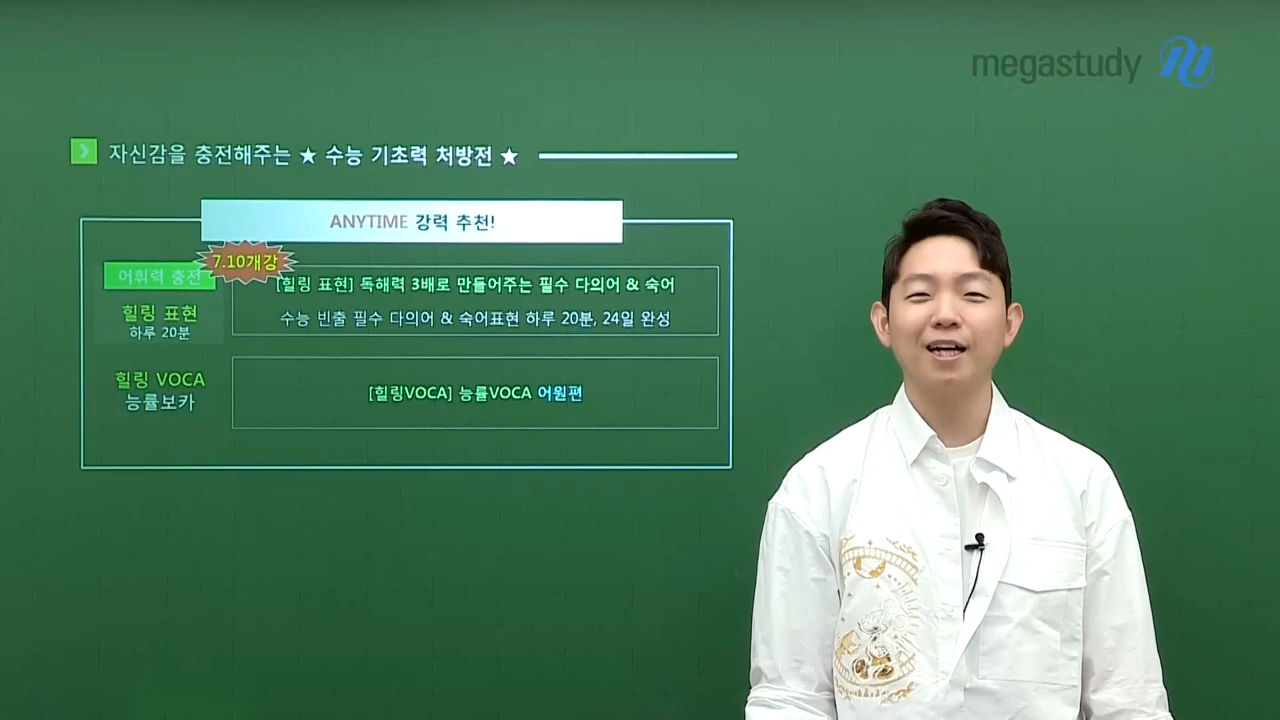 megastudy
자신감을 충전해주는 ★ 수능 기초력 처방전 ★
ANYTIME 강력 추천!
7.10개강
어휘력 충전
힐링 표현
하루 20분
[힐링 표현] 독해력 3배로 만들어주는 필수 다의어 & 숙어
수능 빈출 필수 다의어 & 숙어표현 하루 20분, 24일 완성
힐링 VOCA
능률보카
[힐링VOCA] 능률VOCA 어원편